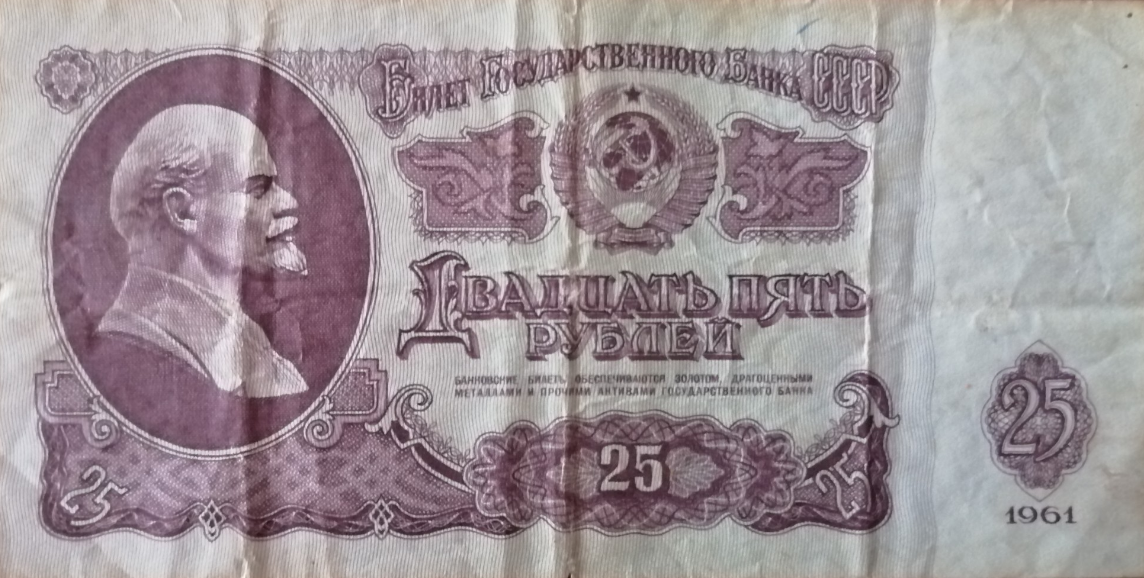 Билет Государственного Банка СССР
Двадцать пять
рублей
БАНКОВСКИЕ БИЛЕТЫ ОБЕСПЕЧИВАЮТСЯ ЗОЛОТОМ, ДРАГОЦЕННЫМИ
МЕТАЛЛАМИ И ПРОЧИМИ АКТИВАМИ ГОСУДАРСТВЕННОГО БАНКА
25
25
25
25
1961